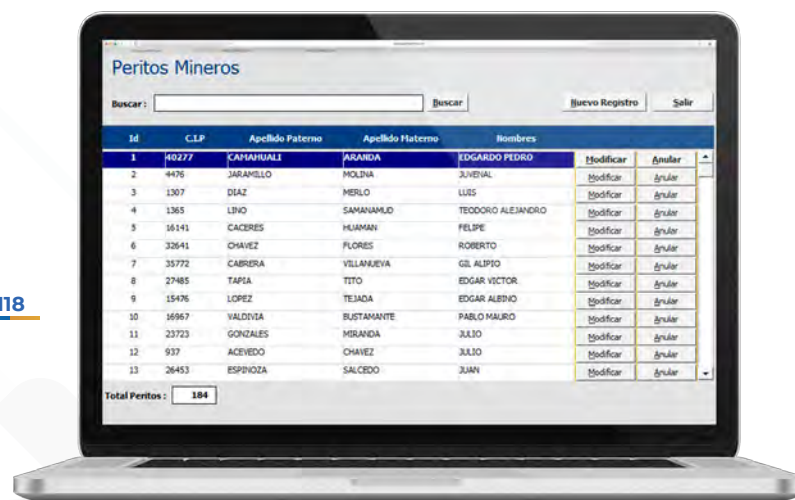 Peritos Mineros
Buscar : Buscar Nuevo Registro Salir
Id C.I.P Apellido Paterno Apellido Materno Nombres
1 40277 CAMAHUALI ARANDA EDGARDO PEDRO Modificar Anular
2 4476 JARAMILLO MOLINA JUVENAL Modificar Anular
3 1307 DIAZ MERLO LUIS Modificar Anular
4 1365 LINO SAMANAMUD TEODORO ALEJANDRO Modificar Anular
5 16141 CACERES HUAMAN FELIPE Modificar Anular
6 32641 CHAVEZ FLORES ROBERTO Modificar Anular
7 35772 CABRERA VILLANUEVA GIL ALIPIO Modificar Anular
8 27485 TAPIA TITO EDGAR VICTOR Modificar Anular
9 15476 LOPEZ TEJADA EDGAR ALBINO Modificar Anular
10 16967 VALDIVIA BUSTAMANTE PABLO MAURO Modificar Anular
118
11 23723 GONZALES MIRANDA JULIO Modificar Anular
12 937 ACEVEDO CHAVEZ JULIO Modificar Anular
13 26453 ESPINOZA SALCEDO JUAN Modificar Anular
Total Peritos : 184